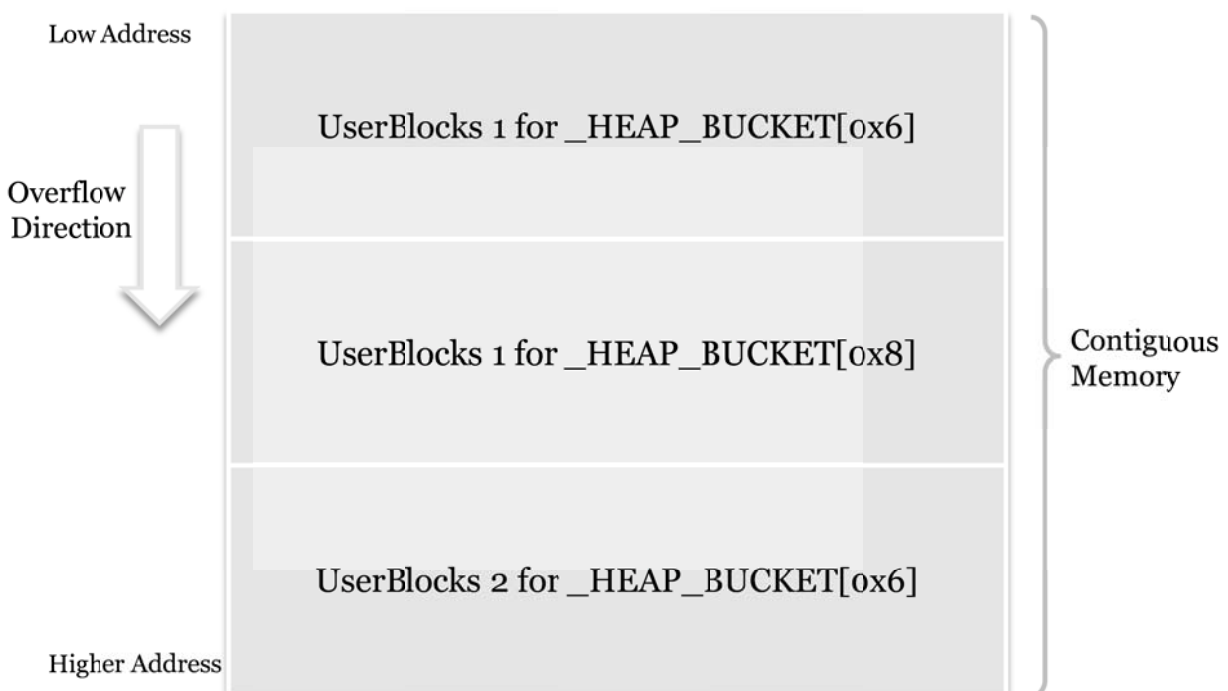 Low Address
UserBlocks 1 for _HEAP_BUCKET[0x6]
Overflow
Direction
UserBlocks 1 for _HEAP_BUCKET[0x8]
Contiguous
Memory
UserBlocks 2 for _HEAP_BUCKET[0x6]
Higher Address